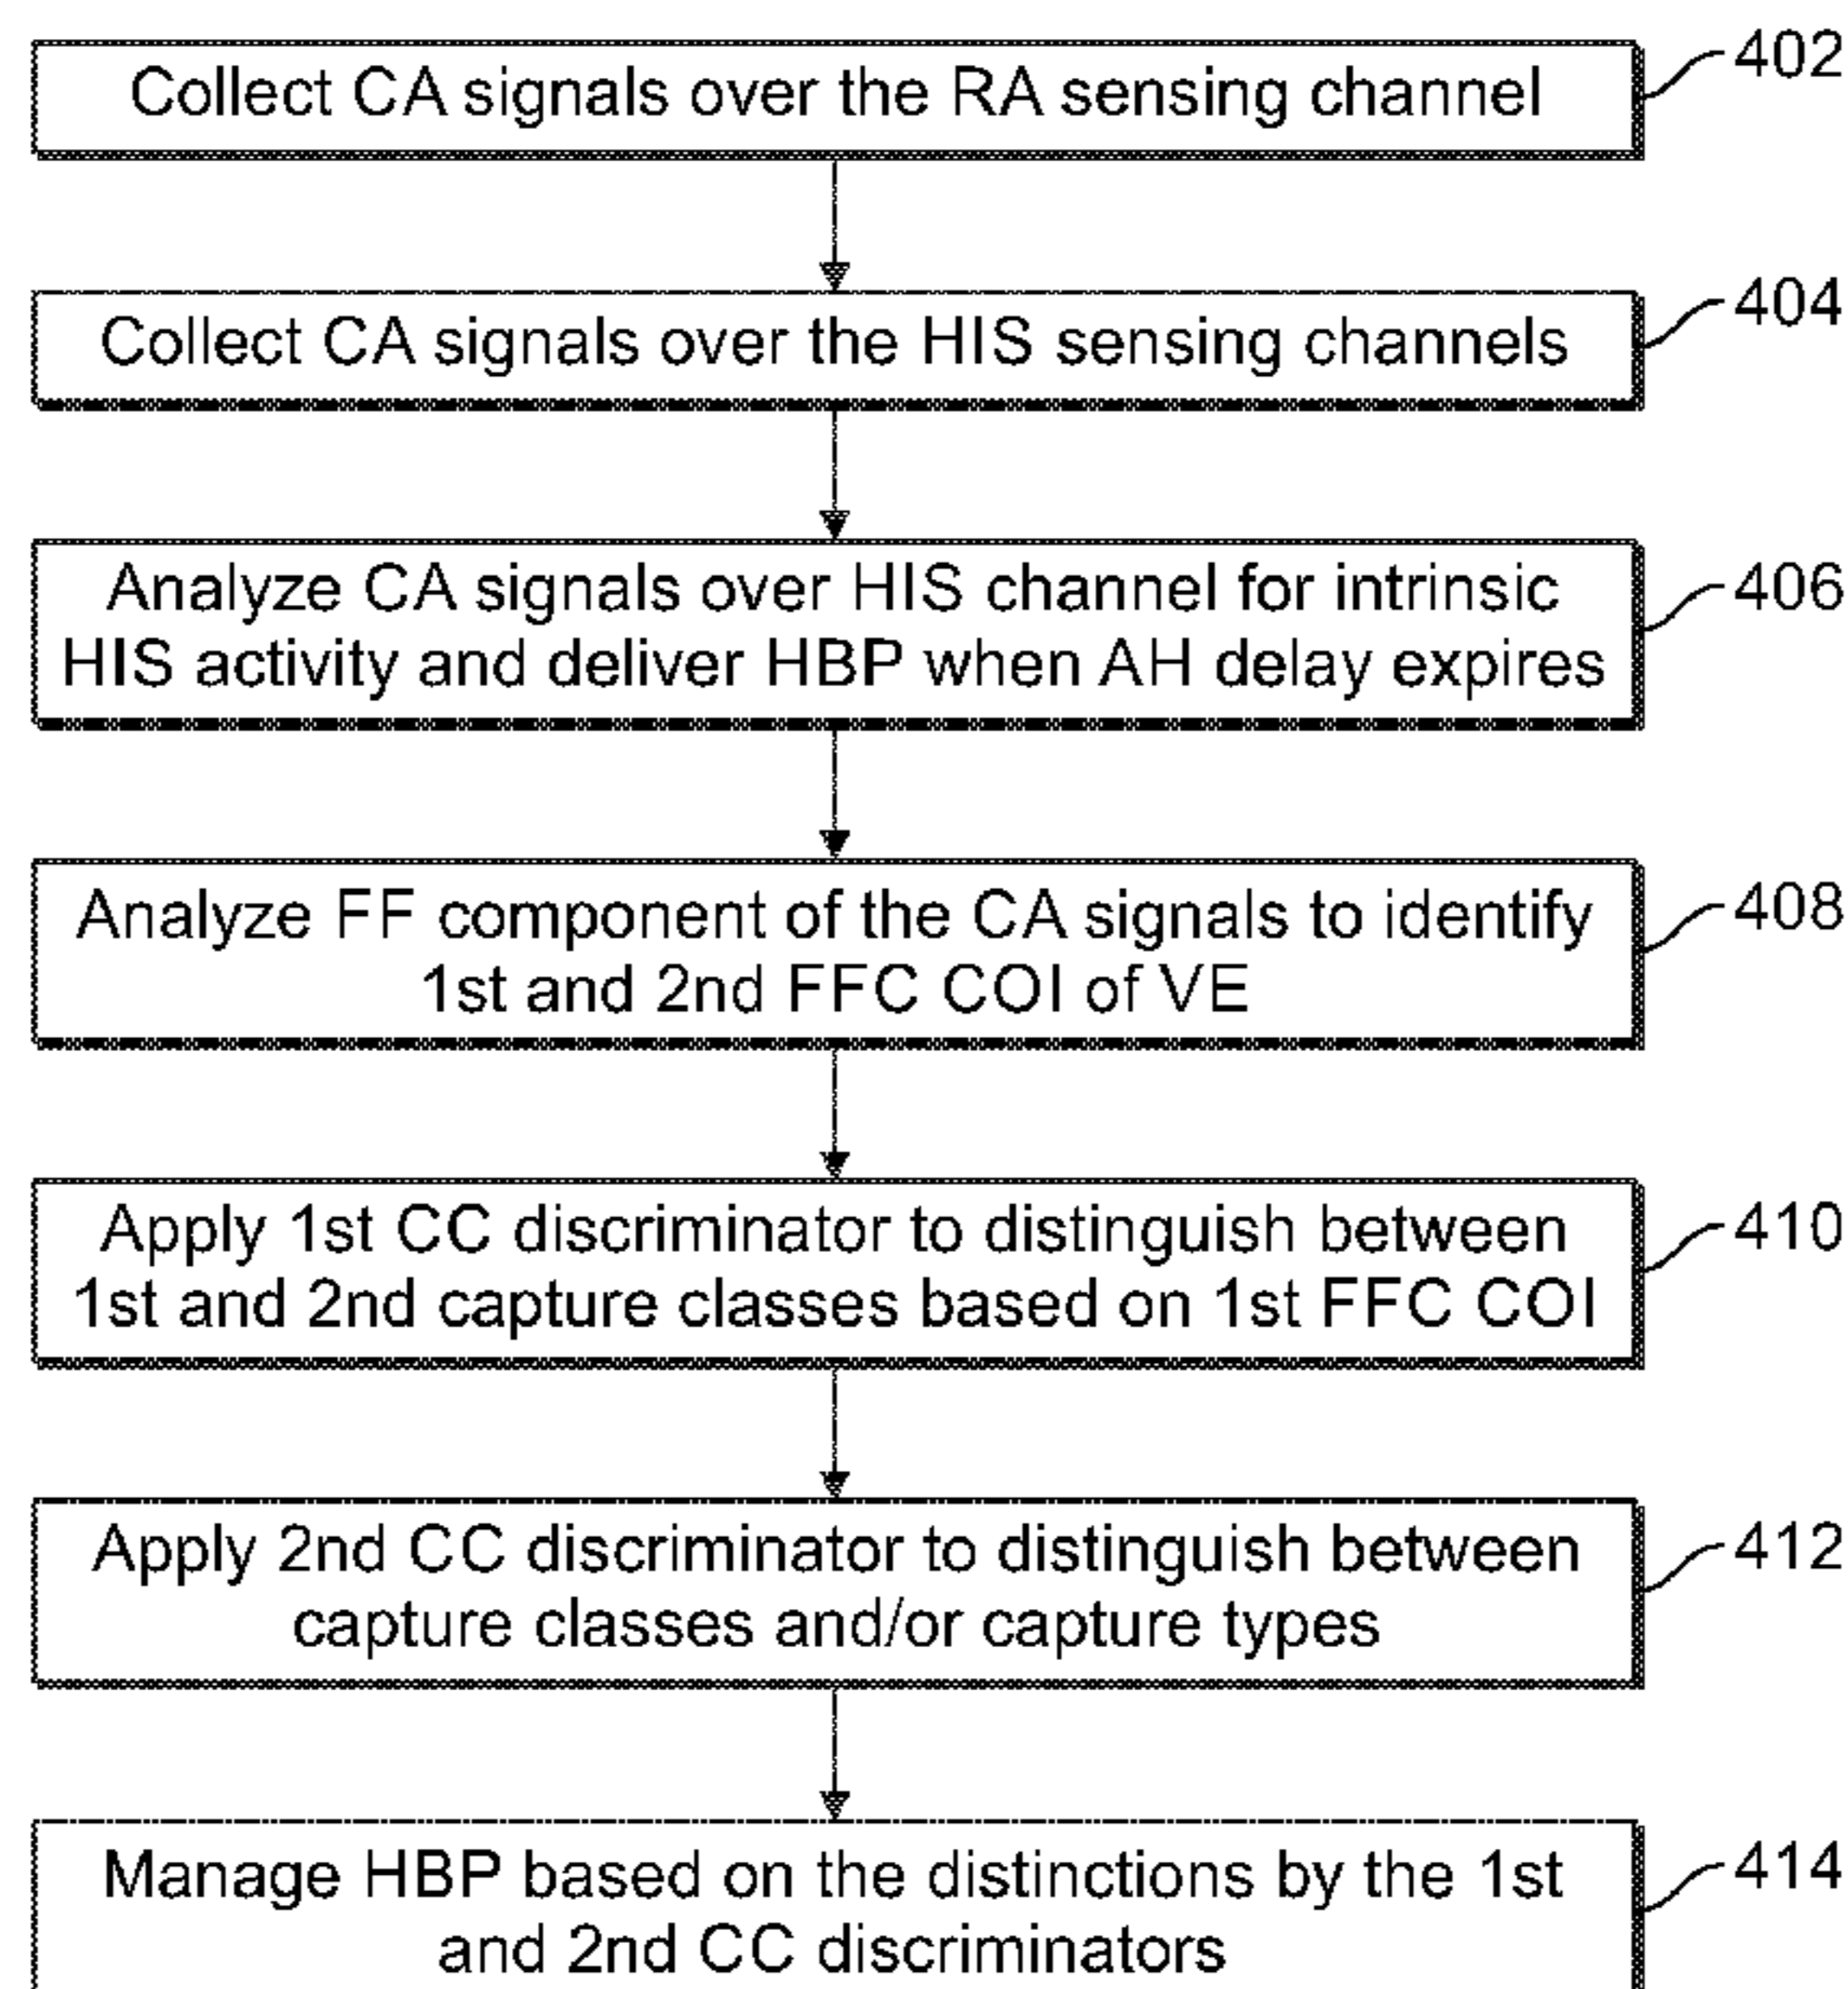 Collect CA signals over the RA sensing channel
402
Collect CA signals over the HIS sensing channels
404
Analyze CA signals over HIS channel for intrinsic
HIS activity and deliver HBP when AH delay expires
406
Analyze FF component of the CA signals to identify
1st and 2nd FFC COI of VE
408
Apply 1st CC discriminator to distinguish between
1st and 2nd capture classes based on 1st FFC COI
410
Apply 2nd CC discriminator to distinguish between
capture classes and/or capture types
412
Manage HBP based on the distinctions by the 1st
and 2nd CC discriminators
414